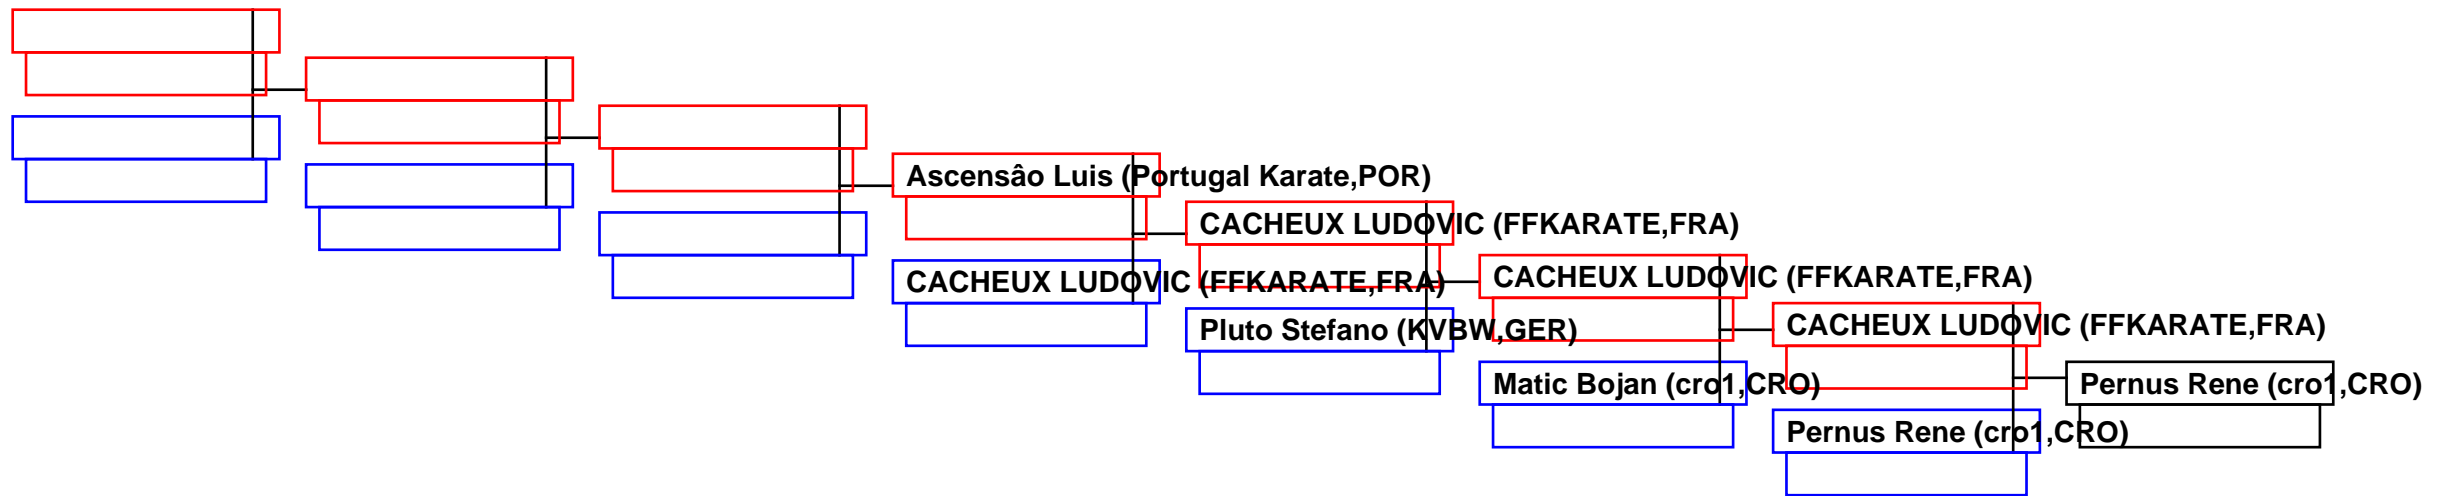 Ascensâo Luis (Portugal Karate,POR)
CACHEUX LUDOVIC (FFKARATE,FRA)
CACHEUX LUDOVIC (FFKARATE,FRA)
Pluto Stefano (KVBW,GER)
CACHEUX LUDOVIC (FFKARATE,FRA)
Matic Bojan (cro1,CRO)
CACHEUX LUDOVIC (FFKARATE,FRA)
Pernus Rene (cro1,CRO)
Pernus Rene (cro1,CRO)